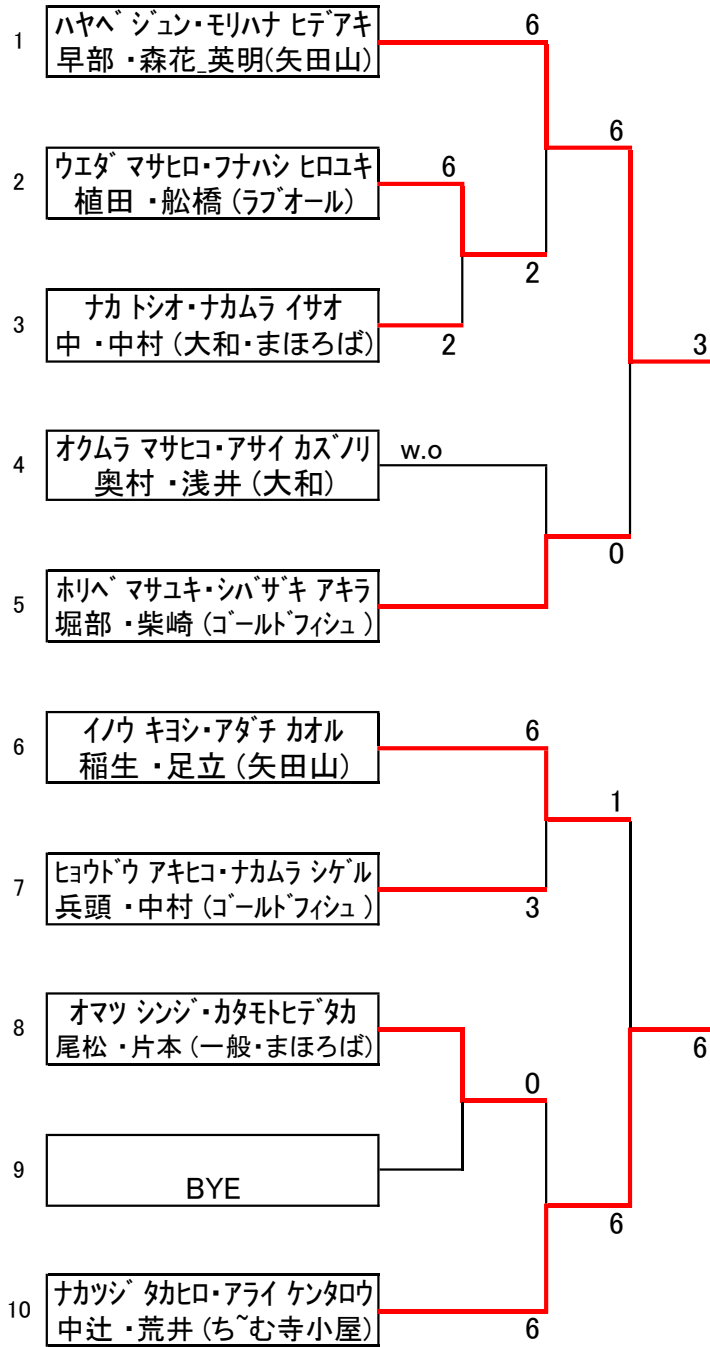 1
ﾊﾔﾍﾞ ｼﾞｭﾝ・ﾓﾘﾊﾅ ﾋﾃﾞｱｷ
早部 ・森花_英明(矢田山)
6
6
2
ｳｴﾀﾞ ﾏｻﾋﾛ・ﾌﾅﾊｼ ﾋﾛﾕｷ
植田 ・舩橋 (ﾗﾌﾞｵｰﾙ)
6
2
3
ﾅｶ ﾄｼｵ・ﾅｶﾑﾗ ｲｻｵ
中 ・中村 (大和・まほろば)
2
3
4
ｵｸﾑﾗ ﾏｻﾋｺ・ｱｻｲ ｶｽﾞﾉﾘ
奥村 ・浅井 (大和)
w.o
0
5
ﾎﾘﾍﾞ ﾏｻﾕｷ・ｼﾊﾞｻﾞｷ ｱｷﾗ
堀部 ・柴崎 (ｺﾞｰﾙﾄﾞﾌｨｼｭ )
6
ｲﾉｳ ｷﾖｼ・ｱﾀﾞﾁ ｶｵﾙ
稲生 ・足立 (矢田山)
6
1
7
ﾋｮｳﾄﾞｳ ｱｷﾋｺ・ﾅｶﾑﾗ ｼｹﾞﾙ
兵頭 ・中村 (ｺﾞｰﾙﾄﾞﾌｨｼｭ )
3
8
ｵﾏﾂ ｼﾝｼﾞ・ｶﾀﾓﾄﾋﾃﾞﾀｶ
尾松 ・片本 (一般・まほろば)
0
6
9
BYE
6
10
ﾅｶﾂｼﾞ ﾀｶﾋﾛ・ｱﾗｲ ｹﾝﾀﾛｳ
中辻 ・荒井 (ち~む寺小屋)
6